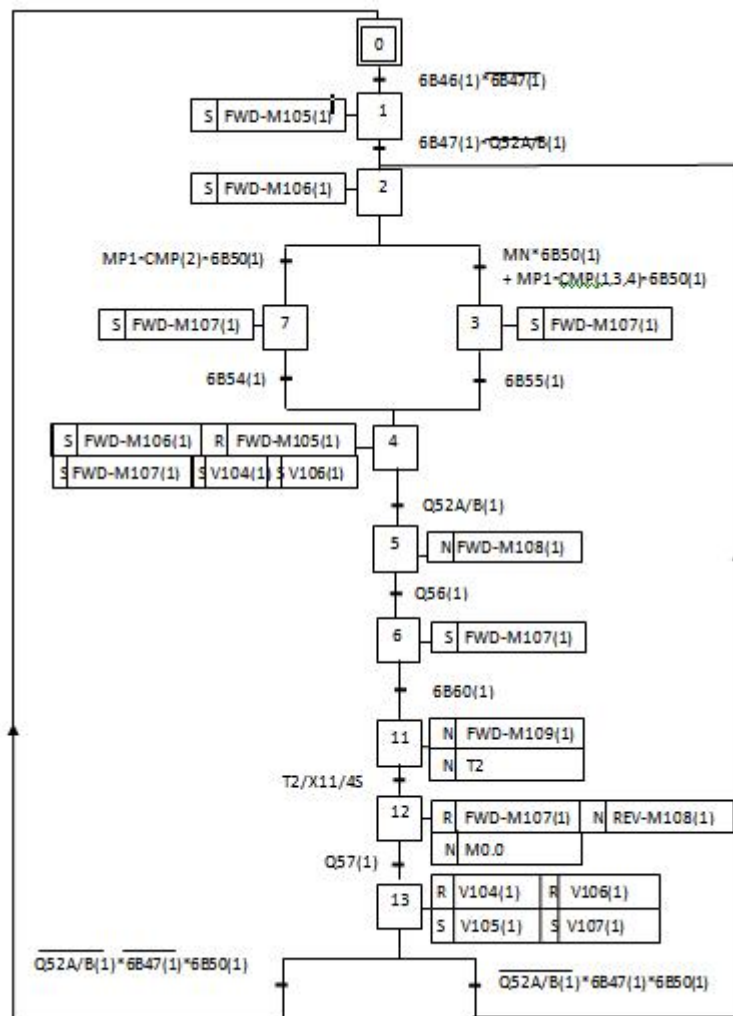 0
6B46(1)*6B47(1)
S FWD-M105(1)
1
6B47(1)-Q52A/B(1)
S FWD-M106(1)
2
MP1-CMP(2)-6B50(1)
MN*6B50(1)
+ MP1-CMP(1,3,4)-6B50(1)
S FWD-M107(1)
7
3
S FWD-M107(1)
6B54(1)
6B55(1)
S FWD-M106(1) R FWD-M105(1)
4
S FWD-M107(1) S V104(1) S V106(1)
Q52A/B(1)
5
N FWD-M108(1)
Q56(1)
6
S FWD-M107(1)
6B60(1)
11
N FWD-M109(1)
N T2
T2/X11/4S
12
R FWD-M107(1) N REV-M108(1)
N M0.0
Q57(1)
13
R V104(1) R V106(1)
S V105(1) S V107(1)
Q52A/B(1)*6B47(1)*6B50(1)
Q52A/B(1)*6B47(1)*6B50(1)